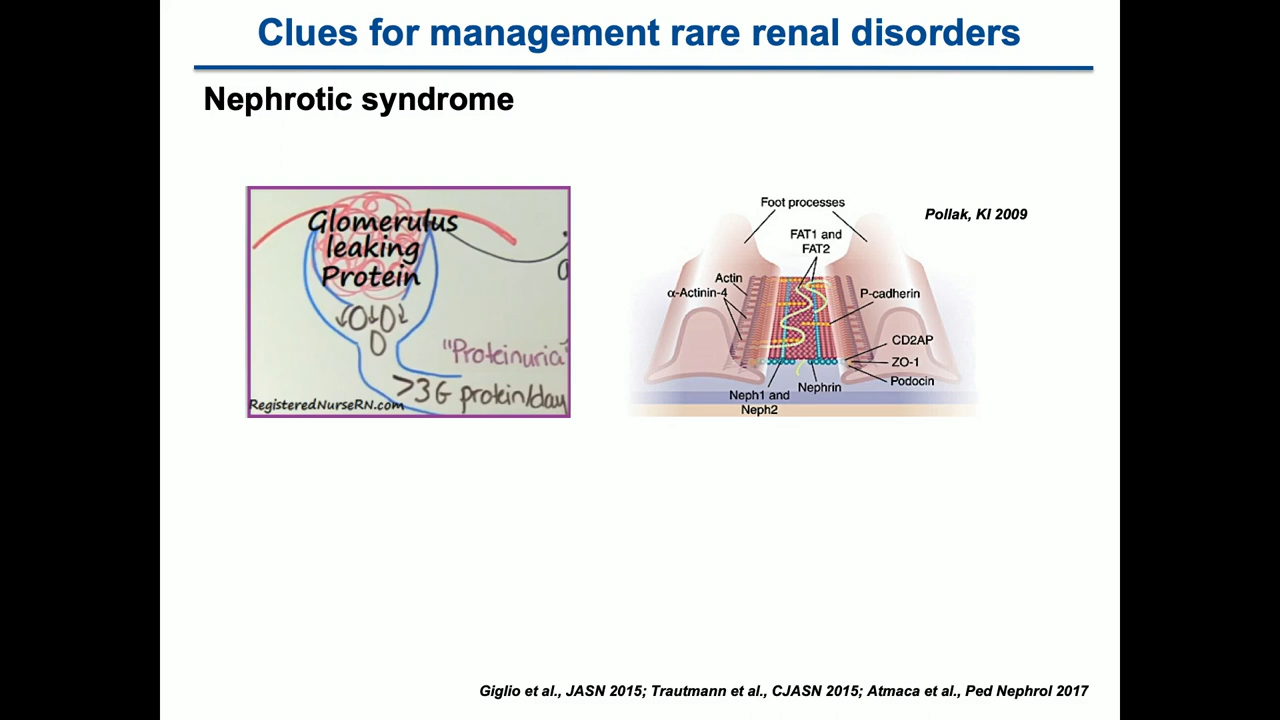 Clues for management rare renal disorders
Nephrotic syndrome
Glomerulus
leaking
Protein
"Proteinuria"
>3G protein/day
RegisteredNurseRN.com
Pollak, KI 2009
Foot processes
FAT1 and
FAT2
Actin
α-Actinin-4
P-cadherin
CD2AP
ZO-1
Podocin
Nephrin
Neph1 and
Neph2
Giglio et al., JASN 2015; Trautmann et al., CJASN 2015; Atmaca et al., Ped Nephrol 2017